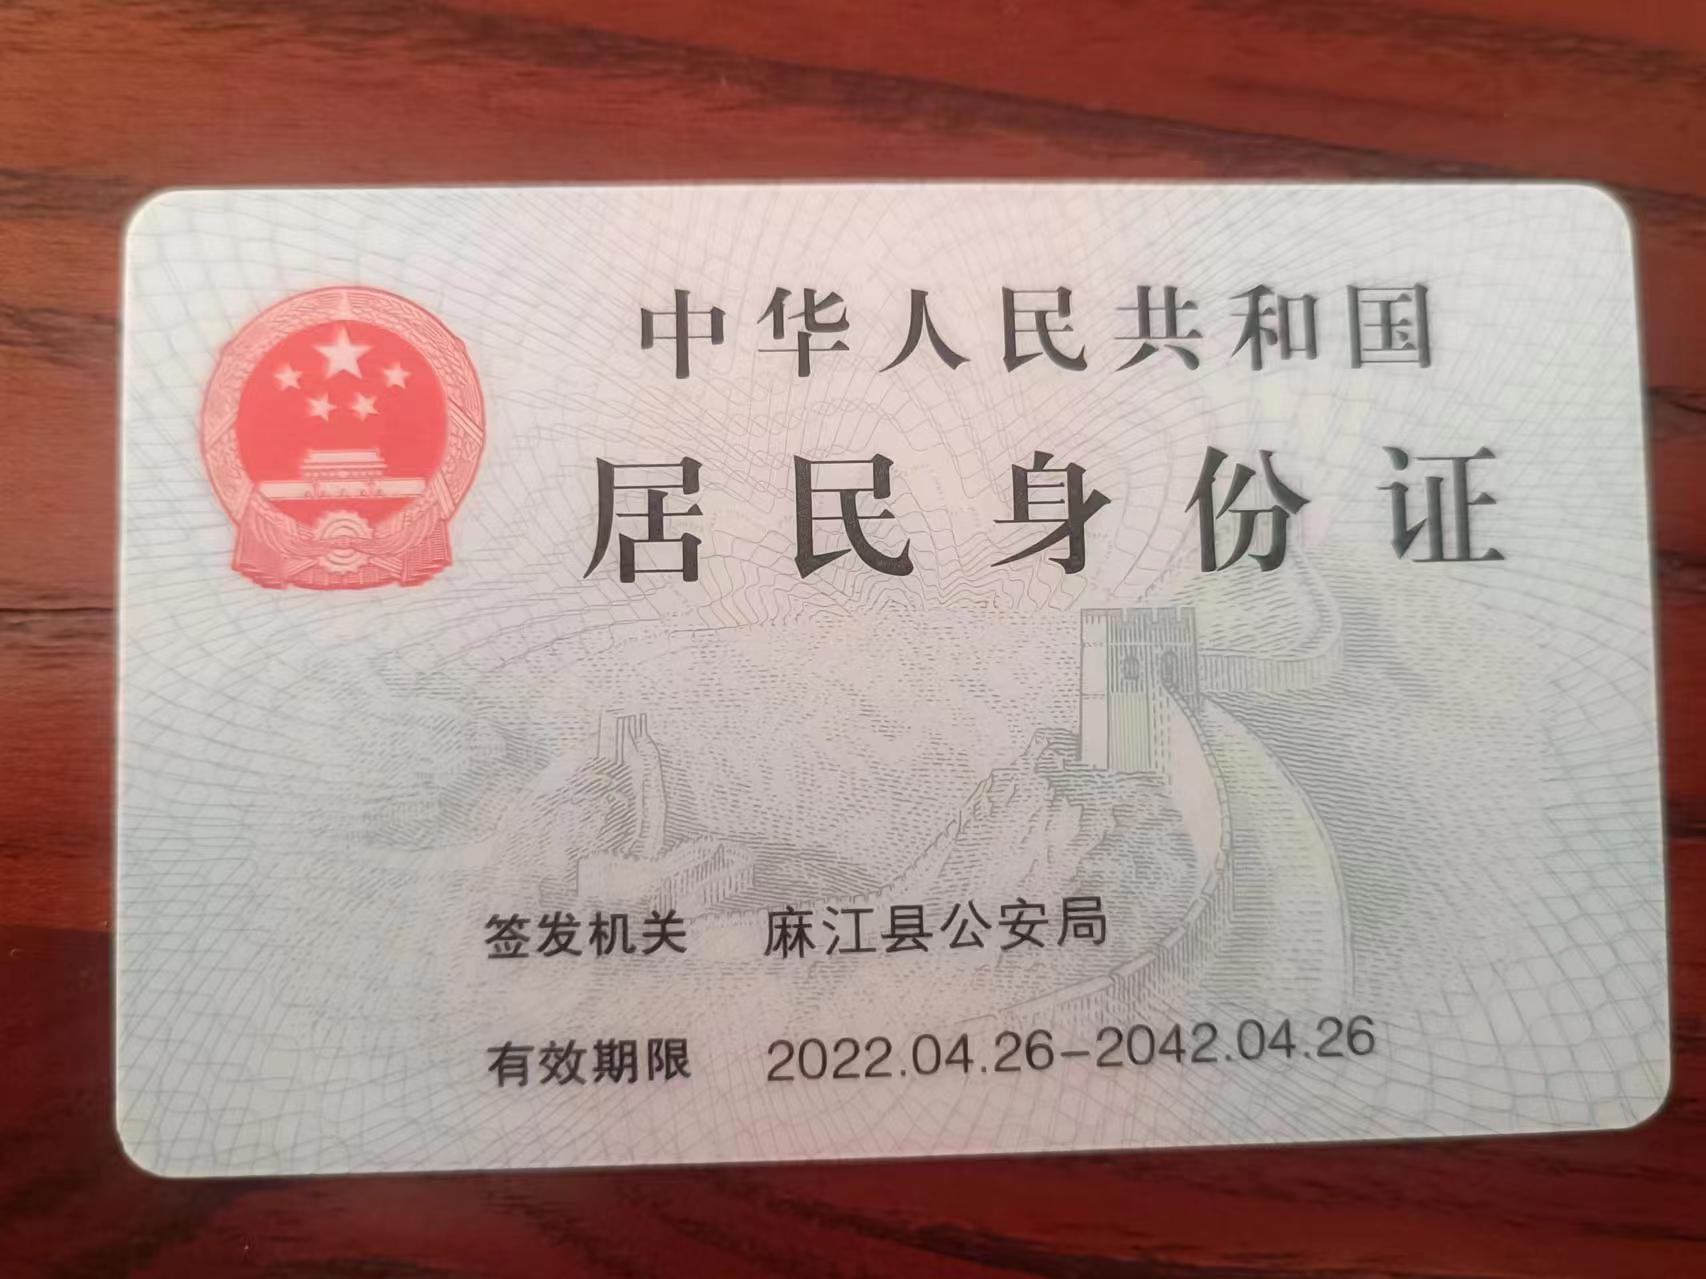 中华人民共和国
居民身份证
签发机关 麻江县公安局
有效期限 2022.04.26-2042.04.26